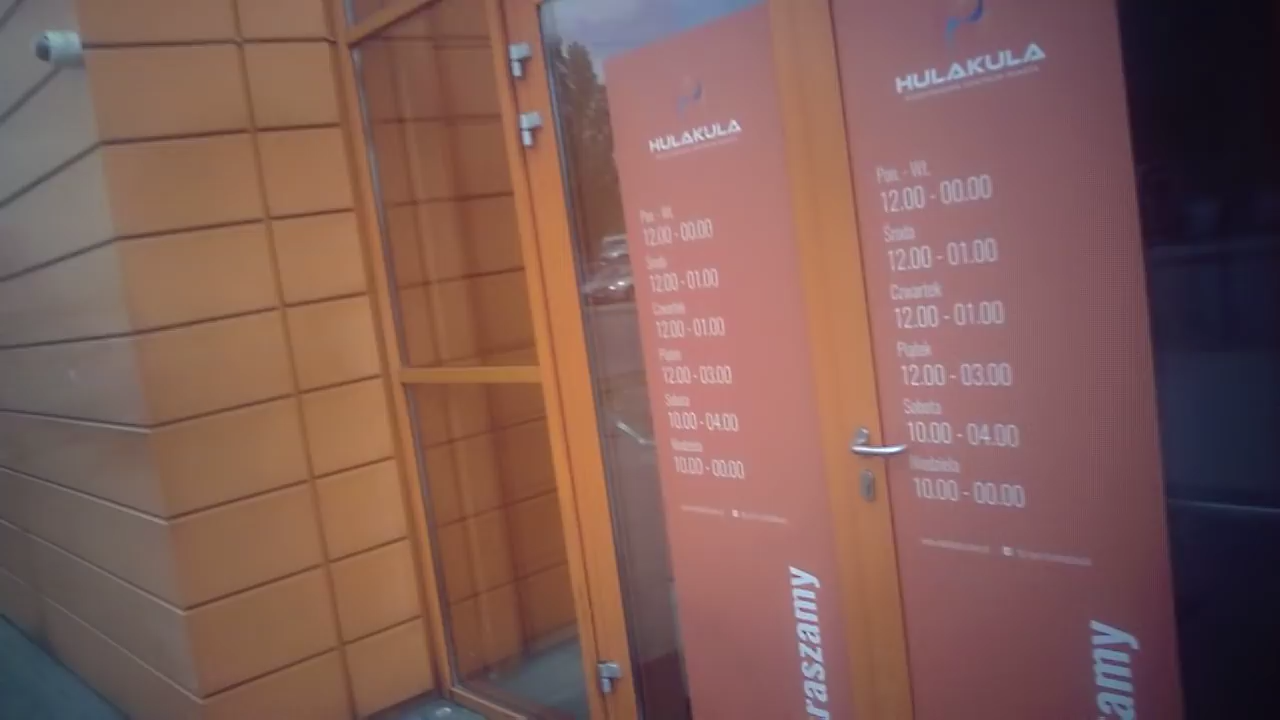 HULAKULA
Pon. - Wt.
12.00 - 00.00
Środa
12.00 - 01.00
Czwartek
12.00 - 01.00
Piątek
12.00 - 03.00
Sobota
10.00 - 04.00
Niedziela
10.00 - 00.00
raszamy
HULAKULA
Pon. - Wt.
12.00 - 00.00
Środa
12.00 - 01.00
Czwartek
12.00 - 01.00
Piątek
12.00 - 03.00
Sobota
10.00 - 04.00
Niedziela
10.00 - 00.00
amy